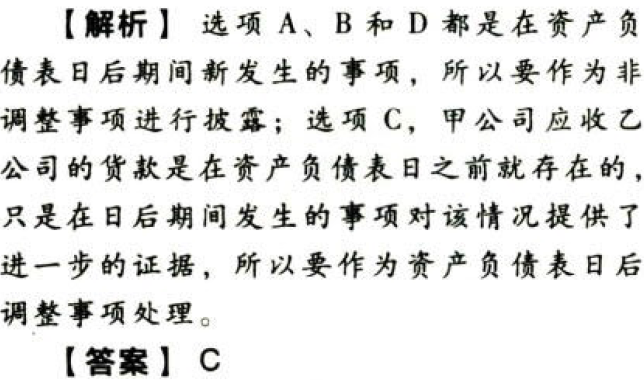 【解析】 选项 A、B 和 D 都是在资产负
债表日后期间新发生的事项，所以要作为非
调整事项进行披露；选项 C，甲公司应收乙
公司的货款是在资产负债表日之前就存在的，
只是在日后期间发生的事项对该情况提供了
进一步的证据，所以要作为资产负债表日后
调整事项处理。
【答案】 C